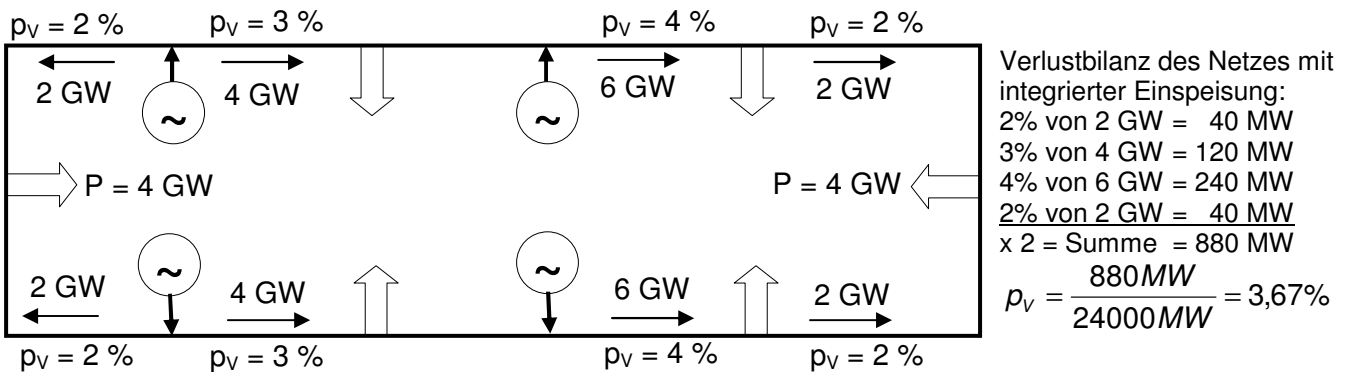 pV = 2 % pV = 3 % pV = 4 % pV = 2 %
2 GW ~ 4 GW ~ 6 GW 2 GW
P = 4 GW P = 4 GW
2 GW ~ 4 GW ~ 6 GW 2 GW
pV = 2 % pV = 3 % pV = 4 % pV = 2 %
Verlustbilanz des Netzes mit
integrierter Einspeisung:
2% von 2 GW = 40 MW
3% von 4 GW = 120 MW
4% von 6 GW = 240 MW
2% von 2 GW = 40 MW
x 2 = Summe = 880 MW
pV = 880MW / 24000MW = 3,67%